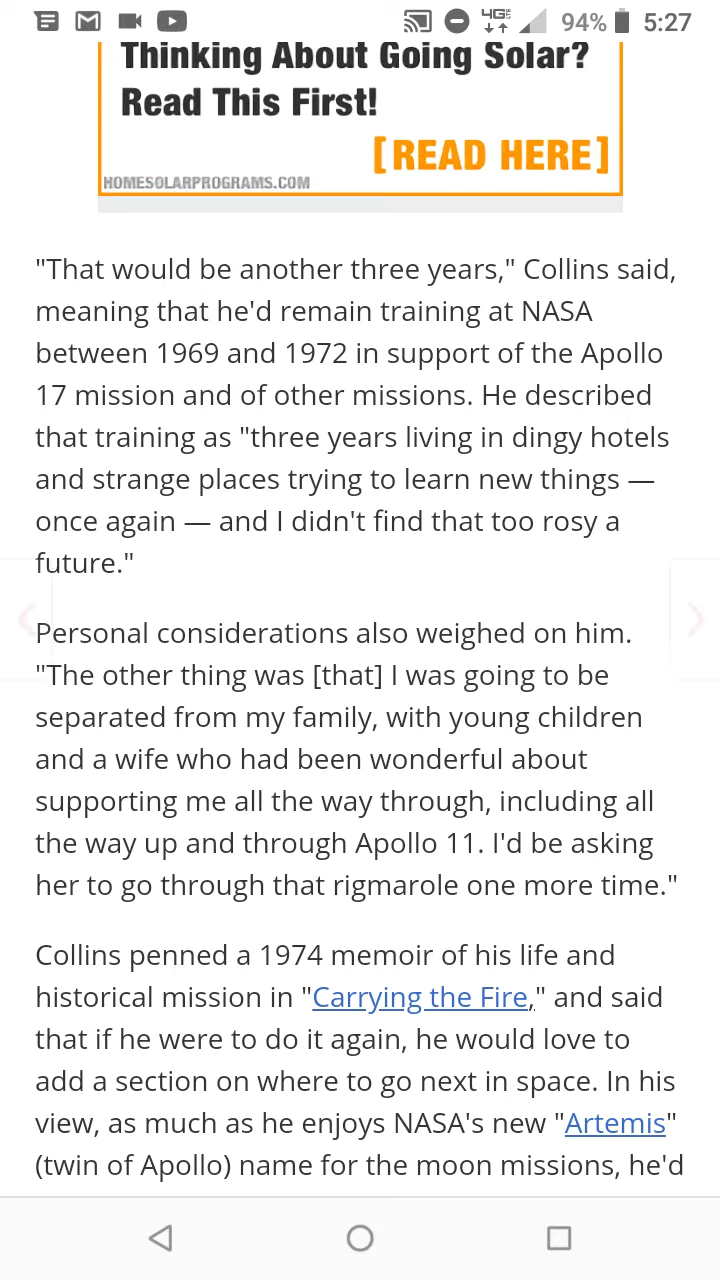 4GE 94% 5:27
Thinking About Going Solar?
Read This First!
[READ HERE]
HOMESOLARPROGRAMS.COM
"That would be another three years," Collins said,
meaning that he'd remain training at NASA
between 1969 and 1972 in support of the Apollo
17 mission and of other missions. He described
that training as "three years living in dingy hotels
and strange places trying to learn new things —
once again — and I didn't find that too rosy a
future."
Personal considerations also weighed on him.
"The other thing was [that] I was going to be
separated from my family, with young children
and a wife who had been wonderful about
supporting me all the way through, including all
the way up and through Apollo 11. I'd be asking
her to go through that rigmarole one more time."
Collins penned a 1974 memoir of his life and
historical mission in "Carrying the Fire," and said
that if he were to do it again, he would love to
add a section on where to go next in space. In his
view, as much as he enjoys NASA's new "Artemis"
(twin of Apollo) name for the moon missions, he'd